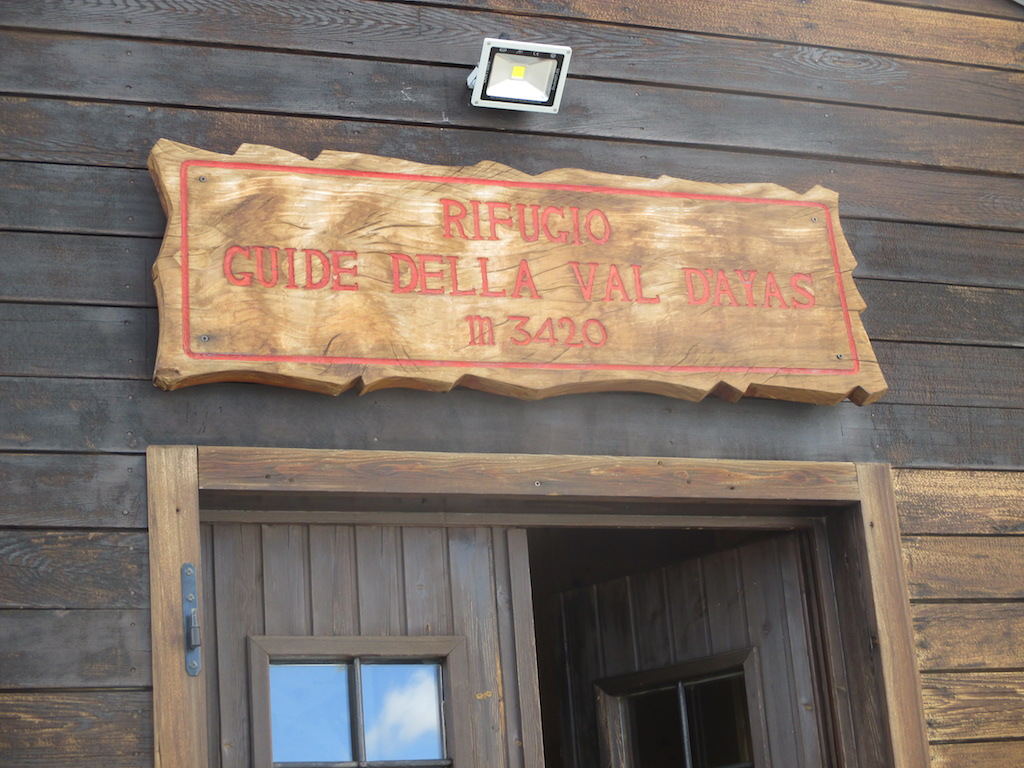 RIFUGIO
GUIDE DELLA VAL D'AYAS
m 3420